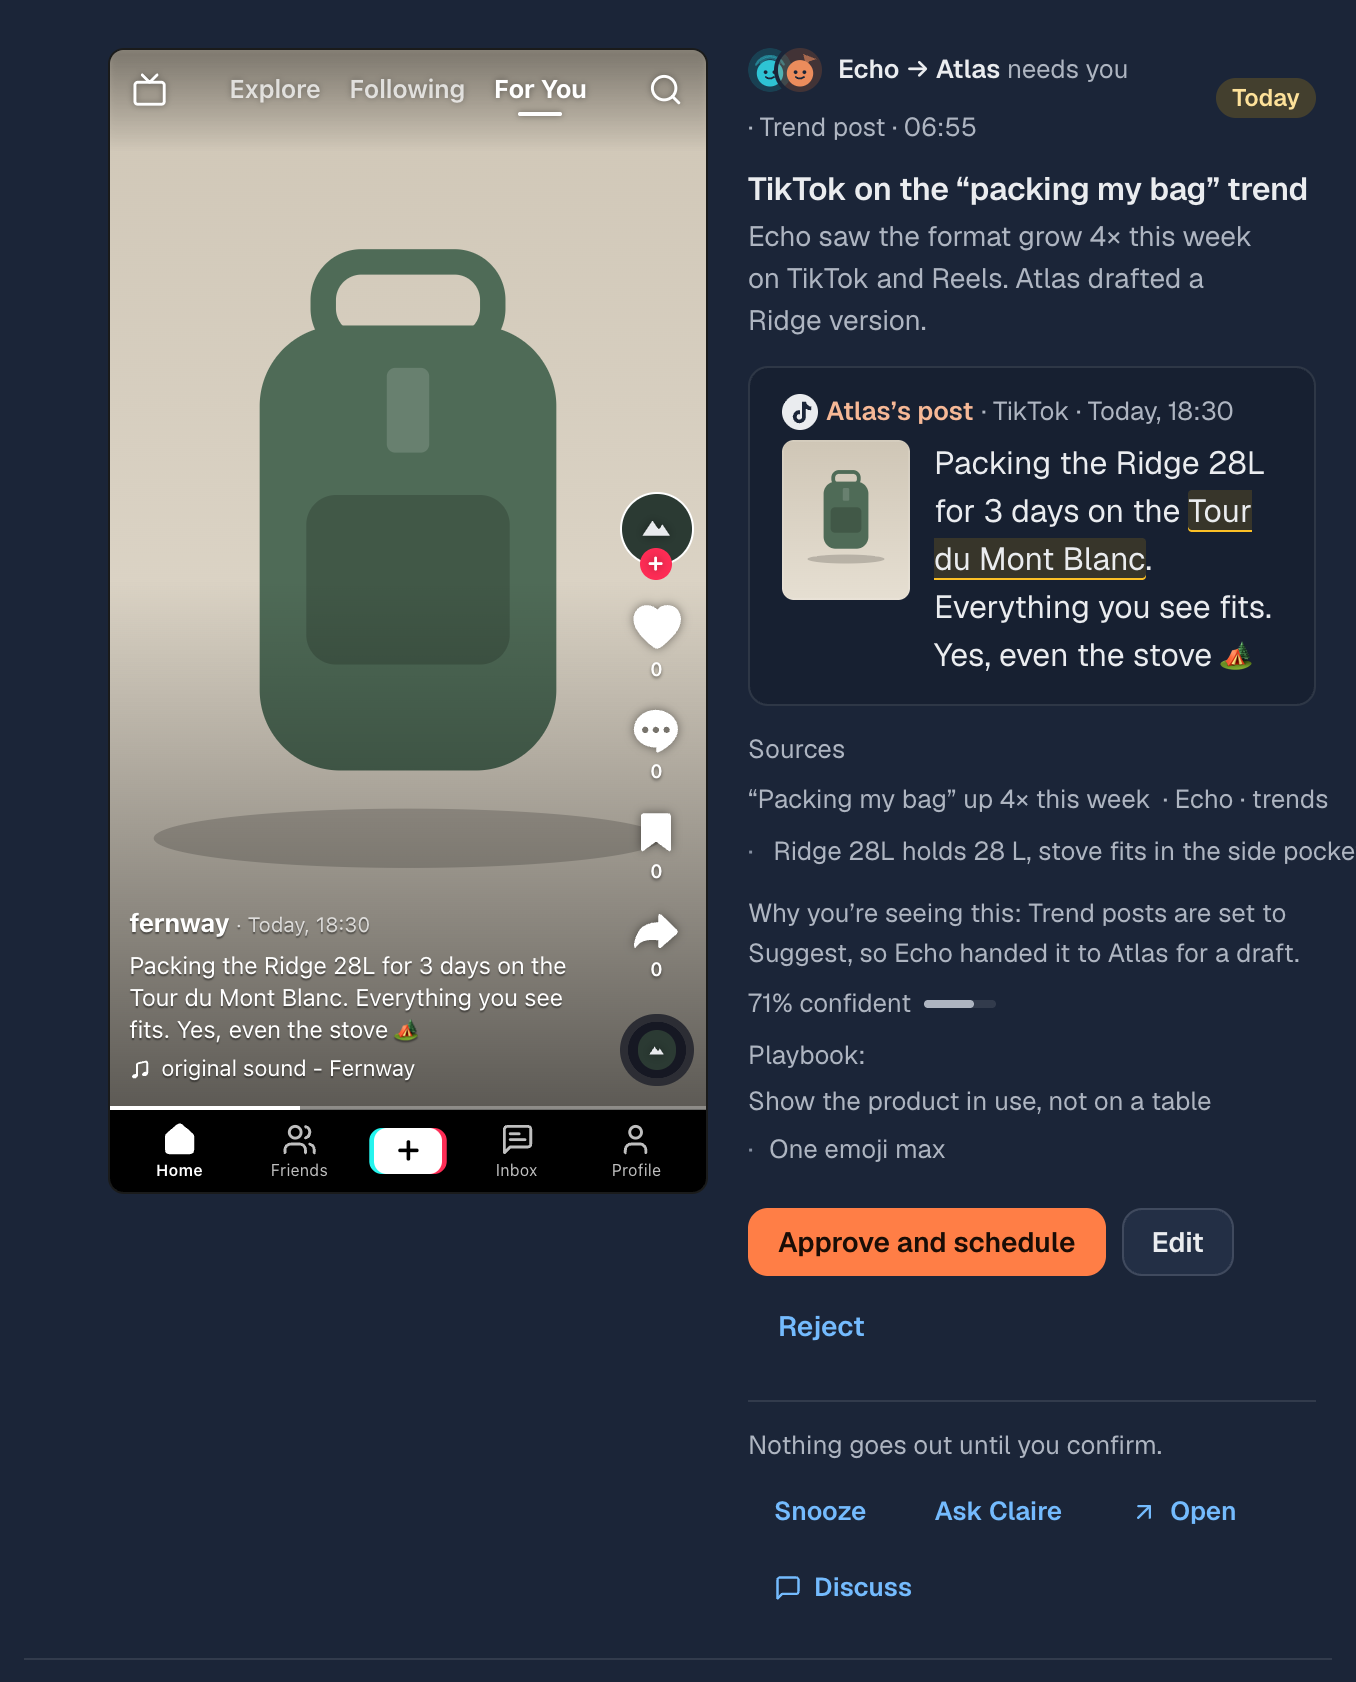 Explore Following For You
0
0
0
0
fernway · Today, 18:30
Packing the Ridge 28L for 3 days on the
Tour du Mont Blanc. Everything you see
fits. Yes, even the stove 🏕️
original sound - Fernway
Home Friends Inbox Profile
Echo → Atlas needs you
Today
· Trend post · 06:55
TikTok on the “packing my bag” trend
Echo saw the format grow 4× this week
on TikTok and Reels. Atlas drafted a
Ridge version.
Atlas’s post · TikTok · Today, 18:30
Packing the Ridge 28L
for 3 days on the Tour
du Mont Blanc.
Everything you see fits.
Yes, even the stove 🏕️
Sources
“Packing my bag” up 4× this week · Echo · trends
· Ridge 28L holds 28 L, stove fits in the side pocke
Why you’re seeing this: Trend posts are set to
Suggest, so Echo handed it to Atlas for a draft.
71% confident
Playbook:
Show the product in use, not on a table
· One emoji max
Approve and schedule
Edit
Reject
Nothing goes out until you confirm.
Snooze Ask Claire Open
Discuss